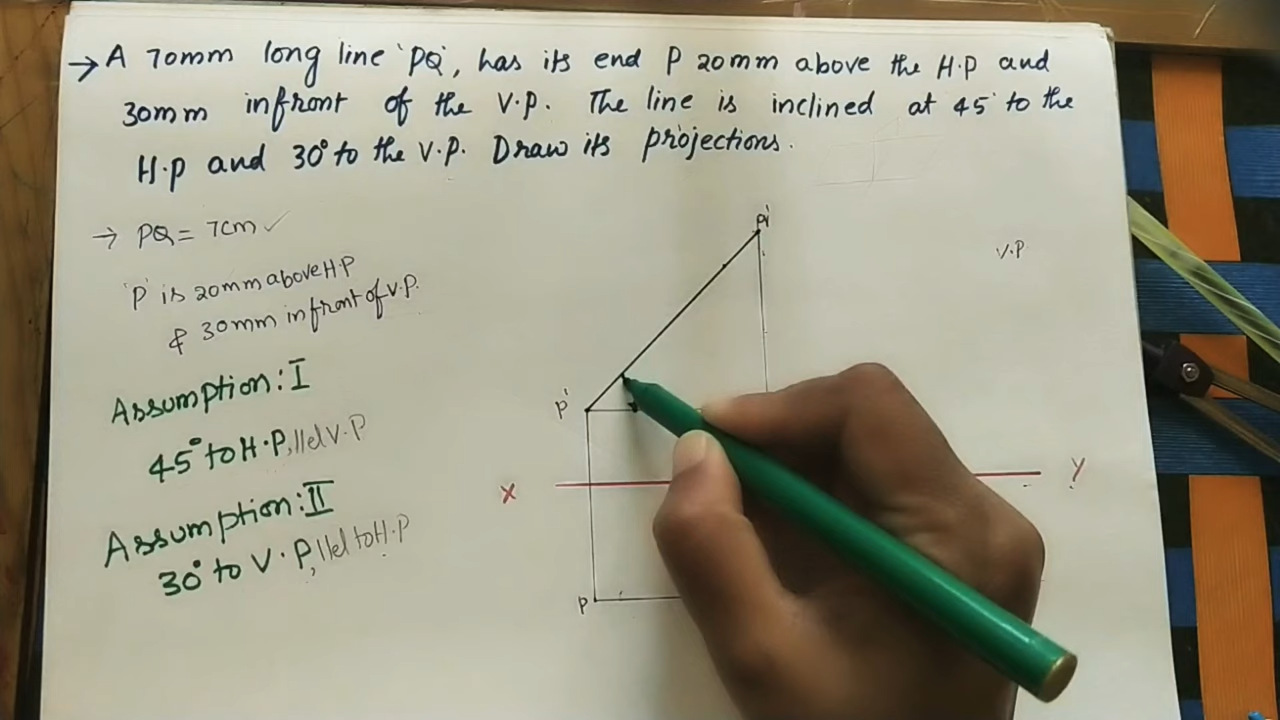 → A 70mm long line 'PQ', has its end P 20mm above the H.P and
30mm infront of the V.P. The line is inclined at 45° to the
H.P and 30° to the V.P. Draw its projections.
→ PQ = 7cm ✓
'P' is 20mm above H.P
& 30mm infront of V.P.
Assumption: I
45° to H.P, llel V.P
Assumption: II
30° to V.P, llel to H.P
V.P
p'
X
Y
P